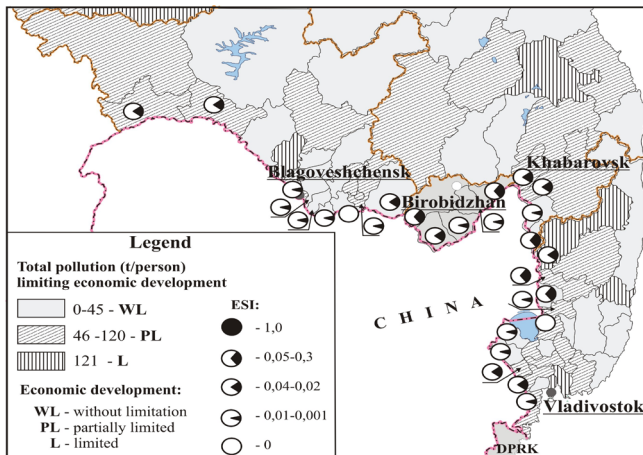 Blagoveshchensk
Khabarovsk
Birobidzhan
CHINA
Vladivostok
DPRK
Legend
Total pollution (t/person)
limiting economic development
0-45 - WL
46 -120 - PL
121 - L
Economic development:
WL - without limitation
PL - partially limited
L - limited
ESI:
- 1,0
- 0,05-0,3
- 0,04-0,02
- 0,01-0,001
- 0